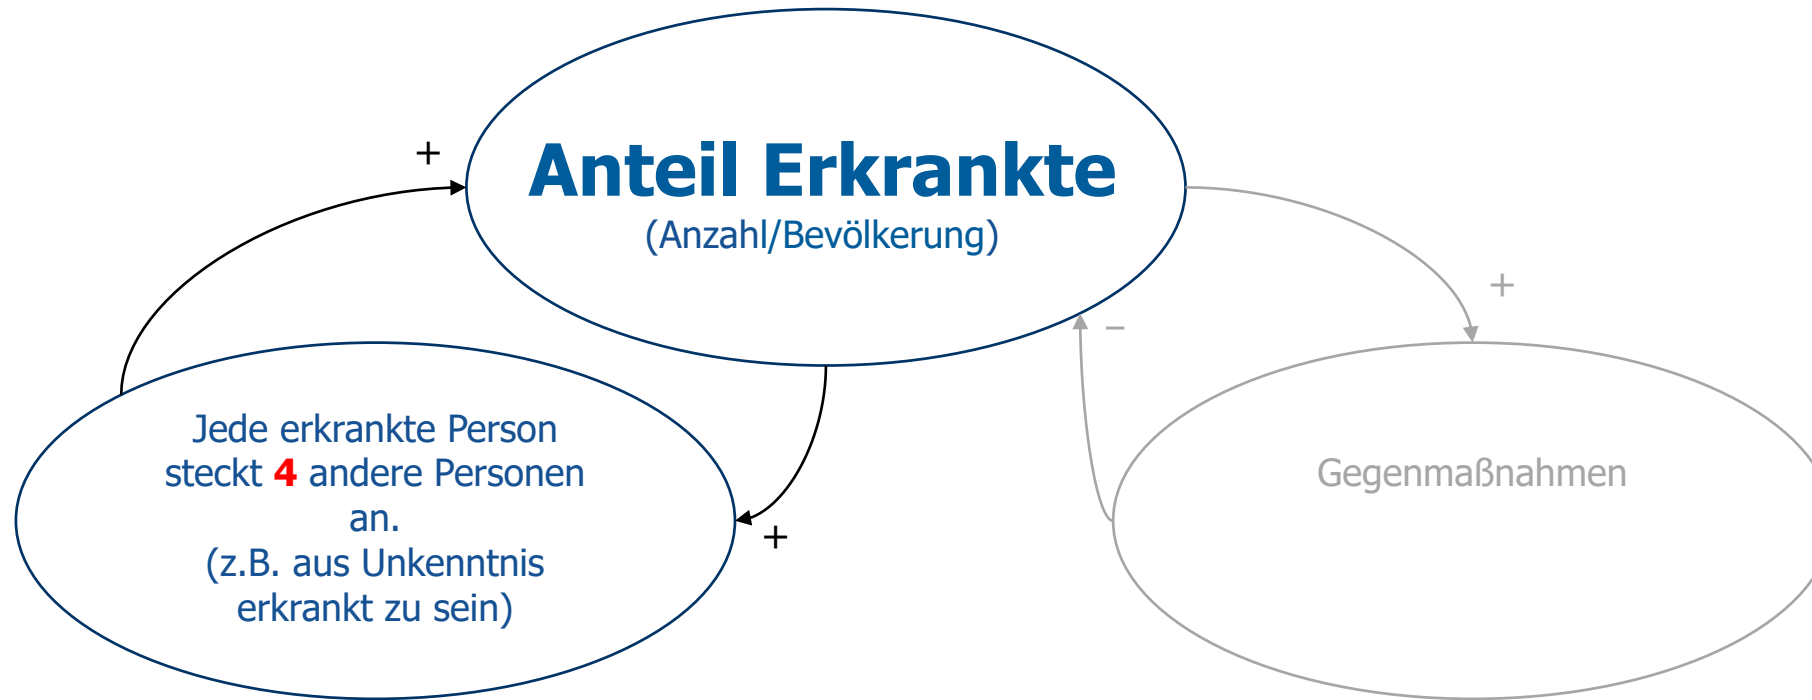 Anteil Erkrankte
(Anzahl/Bevölkerung)
+
+
–
Jede erkrankte Person
steckt 4 andere Personen
an.
(z.B. aus Unkenntnis
erkrankt zu sein)
+
Gegenmaßnahmen